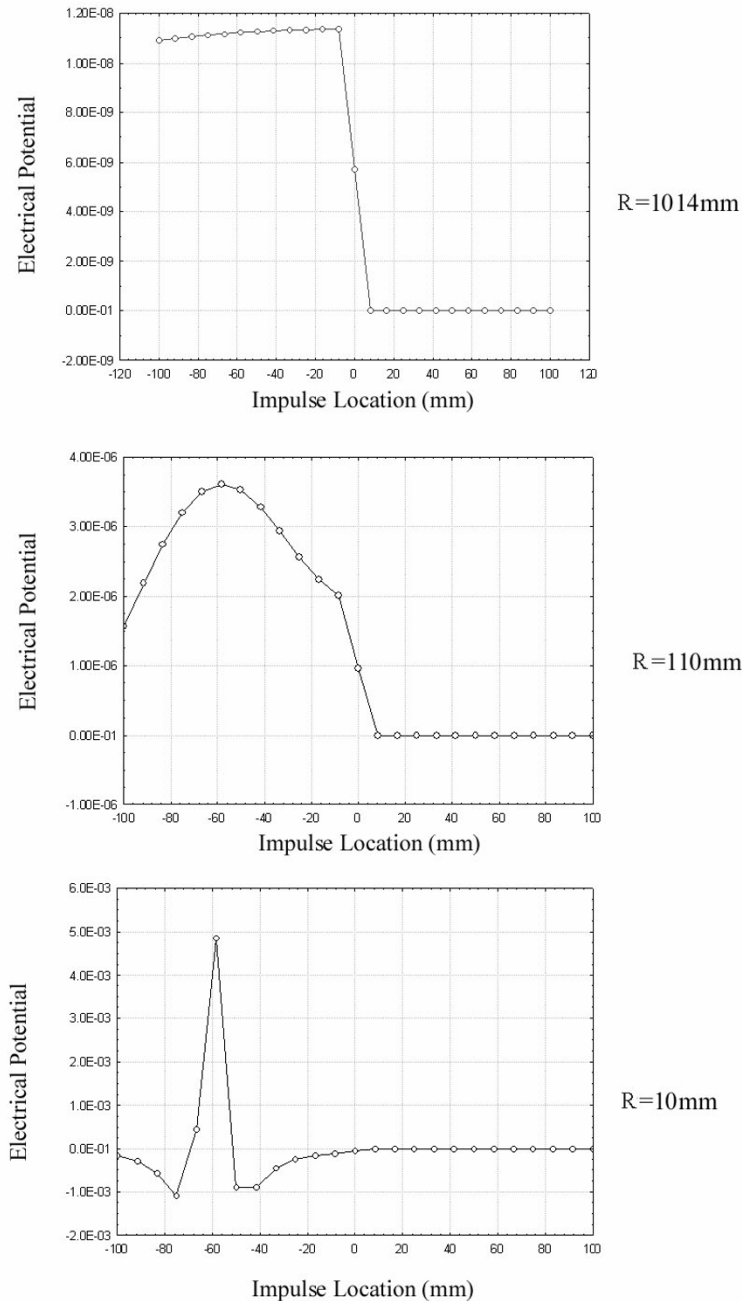 1.20E-08
1.00E-08
8.00E-09
6.00E-09
4.00E-09
2.00E-09
0.00E-01
-2.00E-09
-120 -100 -80 -60 -40 -20 0 20 40 60 80 100 120
Electrical Potential
Impulse Location (mm)
R=1014mm
4.00E-06
3.00E-06
2.00E-06
1.00E-06
0.00E-01
-1.00E-06
-100 -80 -60 -40 -20 0 20 40 60 80 100
Electrical Potential
Impulse Location (mm)
R=110mm
6.0E-03
5.0E-03
4.0E-03
3.0E-03
2.0E-03
1.0E-03
0.0E-01
-1.0E-03
-2.0E-03
-100 -80 -60 -40 -20 0 20 40 60 80 100
Electrical Potential
Impulse Location (mm)
R=10mm